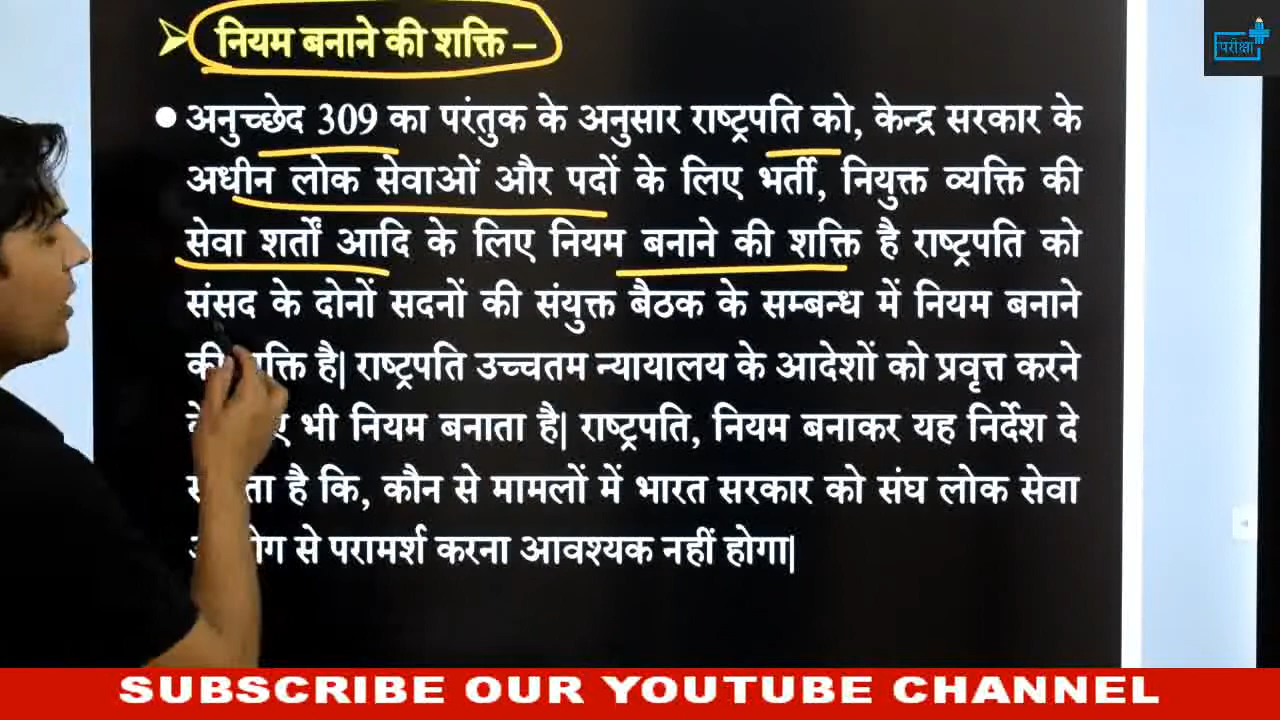 परीक्षा
नियम बनाने की शक्ति –
अनुच्छेद 309 का परंतुक के अनुसार राष्ट्रपति को, केन्द्र सरकार के
अधीन लोक सेवाओं और पदों के लिए भर्ती, नियुक्त व्यक्ति की
सेवा शर्तों आदि के लिए नियम बनाने की शक्ति है राष्ट्रपति को
संसद के दोनों सदनों की संयुक्त बैठक के सम्बन्ध में नियम बनाने
की है| राष्ट्रपति उच्चतम न्यायालय के आदेशों को प्रवृत्त करने
भी नियम बनाता है| राष्ट्रपति, नियम बनाकर यह निर्देश दे
है कि, कौन से मामलों में भारत सरकार को संघ लोक सेवा
से परामर्श करना आवश्यक नहीं होगा|
SUBSCRIBE OUR YOUTUBE CHANNEL